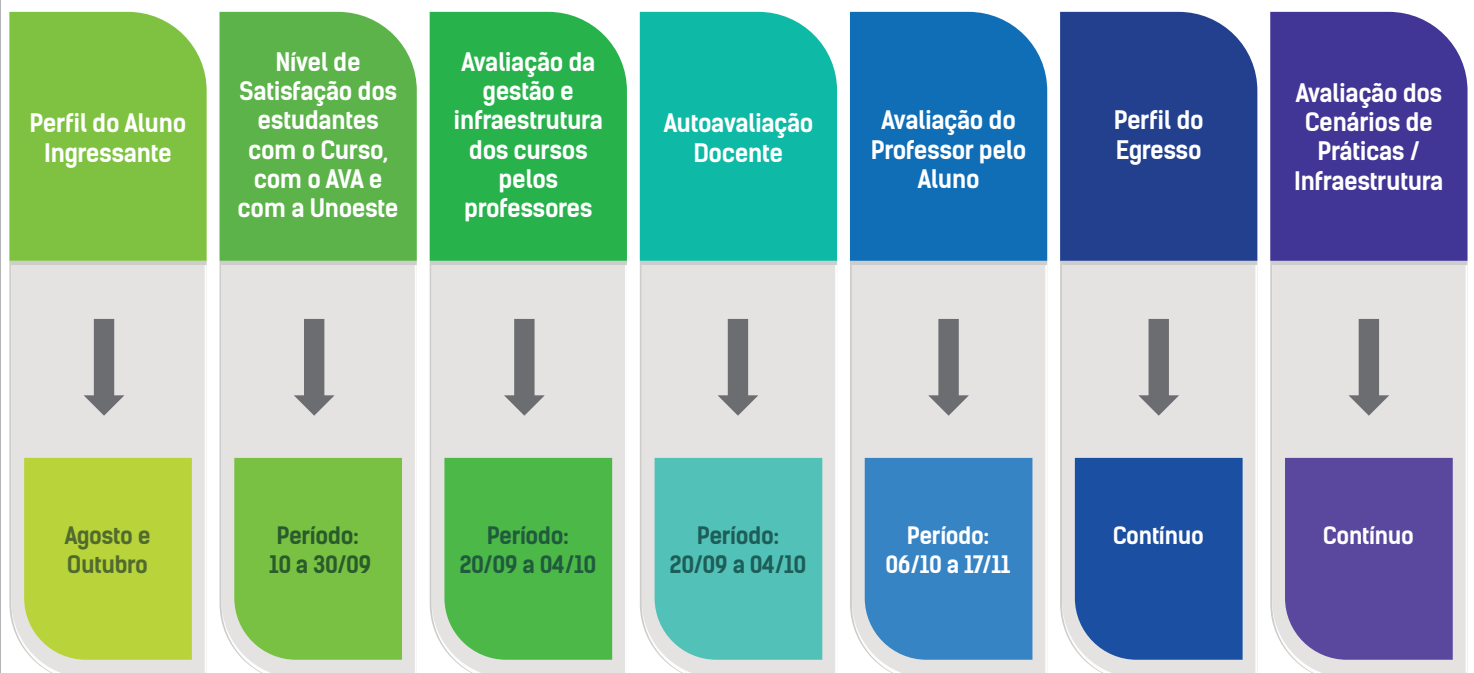 Perfil do Aluno
Ingressante
Nível de
Satisfação dos
estudantes
com o Curso,
com o AVA e
com a Unoeste
Avaliação da
gestão e
infraestrutura
dos cursos
pelos
professores
Autoavaliação
Docente
Avaliação do
Professor pelo
Aluno
Perfil do
Egresso
Avaliação dos
Cenários de
Práticas /
Infraestrutura
Agosto e
Outubro
Período:
10 a 30/09
Período:
20/09 a 04/10
Período:
20/09 a 04/10
Período:
06/10 a 17/11
Contínuo
Contínuo